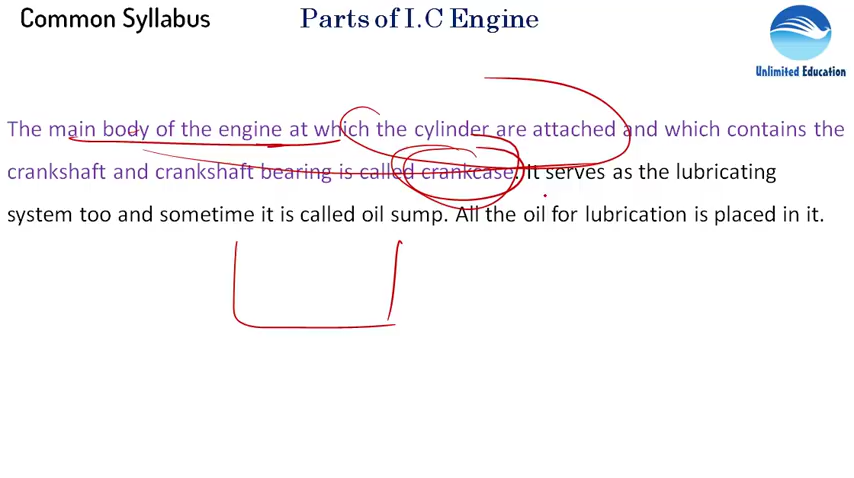 Common Syllabus
Parts of I.C Engine
Unlimited Education
The main body of the engine at which the cylinder are attached and which contains the
crankshaft and crankshaft bearing is called crankcase. It serves as the lubricating
system too and sometime it is called oil sump. All the oil for lubrication is placed in it.